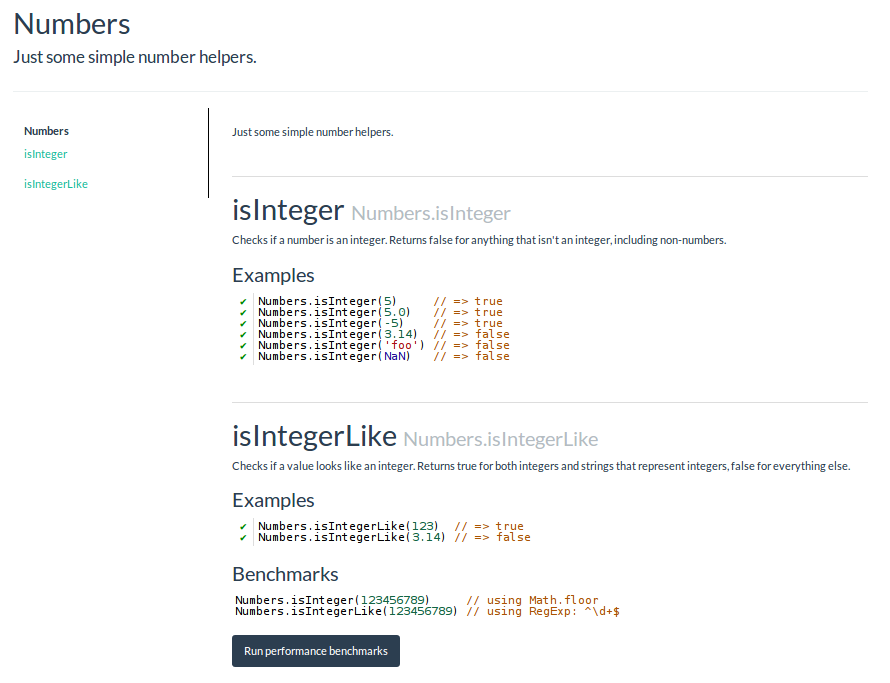 Numbers
Just some simple number helpers.
Numbers
isInteger
isIntegerLike
Just some simple number helpers.
isInteger Numbers.isInteger
Checks if a number is an integer. Returns false for anything that isn't an integer, including non-numbers.
Examples
✔ Numbers.isInteger(5)     // => true
✔ Numbers.isInteger(5.0)   // => true
✔ Numbers.isInteger(-5)    // => true
✔ Numbers.isInteger(3.14)  // => false
✔ Numbers.isInteger('foo') // => false
✔ Numbers.isInteger(NaN)   // => false
isIntegerLike Numbers.isIntegerLike
Checks if a value looks like an integer. Returns true for both integers and strings that represent integers, false for everything else.
Examples
✔ Numbers.isIntegerLike(123)  // => true
✔ Numbers.isIntegerLike(3.14) // => false
Benchmarks
Numbers.isInteger(123456789)     // using Math.floor
Numbers.isIntegerLike(123456789) // using RegExp: ^\d+$
Run performance benchmarks